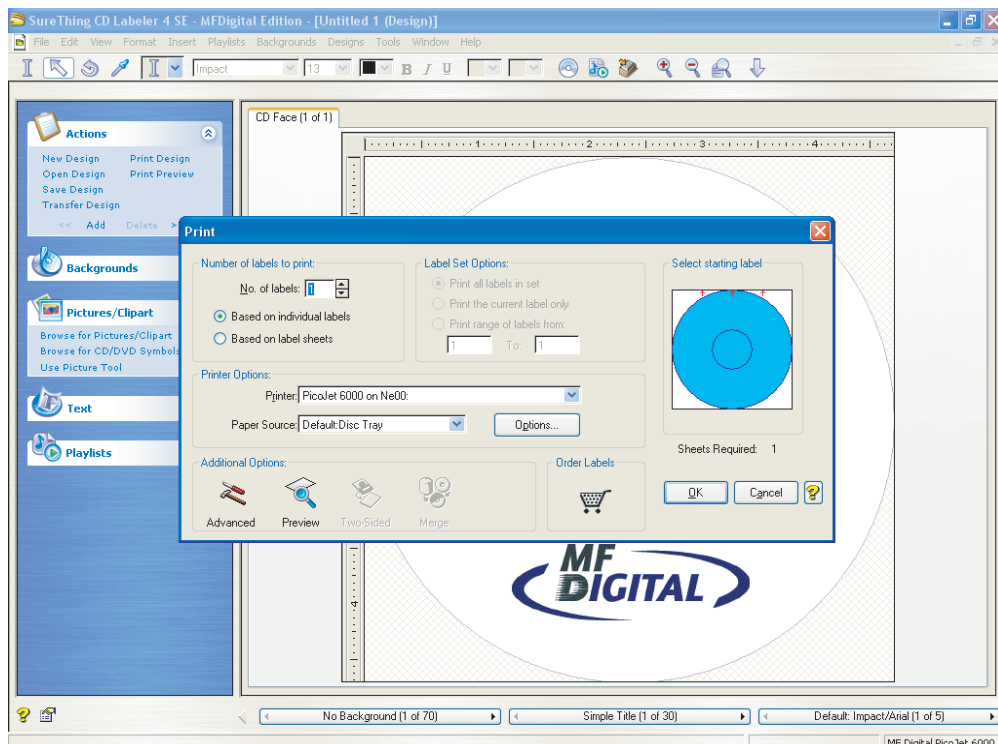 SureThing CD Labeler 4 SE - MFDigital Edition - [Untitled 1 (Design)]
File Edit View Format Insert Playlists Backgrounds Designs Tools Window Help
Impact 13 B I U
CD Face (1 of 1)
1 2 3 4
Actions
New Design Print Design
Open Design Print Preview
Save Design
Transfer Design
<< Add Delete >
Backgrounds
Pictures/Clipart
Browse for Pictures/Clipart
Browse for CD/DVD Symbols
Use Picture Tool
Text
Playlists
Print
Number of labels to print:
No. of labels: 1
Based on individual labels
Based on label sheets
Label Set Options:
Print all labels in set
Print the current label only
Print range of labels from:
1 To: 1
Select starting label
Sheets Required: 1
Printer Options:
Printer: PicoJet 6000 on Ne00:
Paper Source: Default:Disc Tray Options...
Additional Options:
Advanced Preview Two-Sided Merge
Order Labels
OK Cancel ?
MF
DIGITAL
4
No Background (1 of 70) Simple Title (1 of 30) Default: Impact/Arial (1 of 5)
MF Digital PicoJet 6000